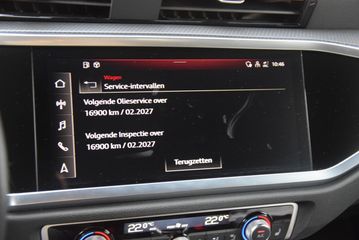 10:46
Wagen
Service-intervallen
Volgende Olieservice over
16900 km / 02.2027
Volgende Inspectie over
16900 km / 02.2027
Terugzetten
22.0°C
22.0°C